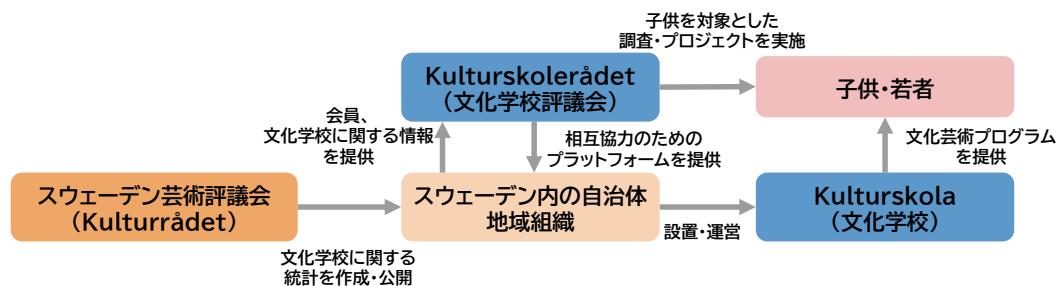 子供を対象とした
調査・プロジェクトを実施
Kulturskolerådet
（文化学校評議会）
子供・若者
会員、
文化学校に関する情報
を提供
相互協力のための
プラットフォームを提供
文化芸術プログラム
を提供
スウェーデン芸術評議会
（Kulturrådet）
スウェーデン内の自治体
地域組織
Kulturskola
（文化学校）
設置・運営
文化学校に関する
統計を作成・公開